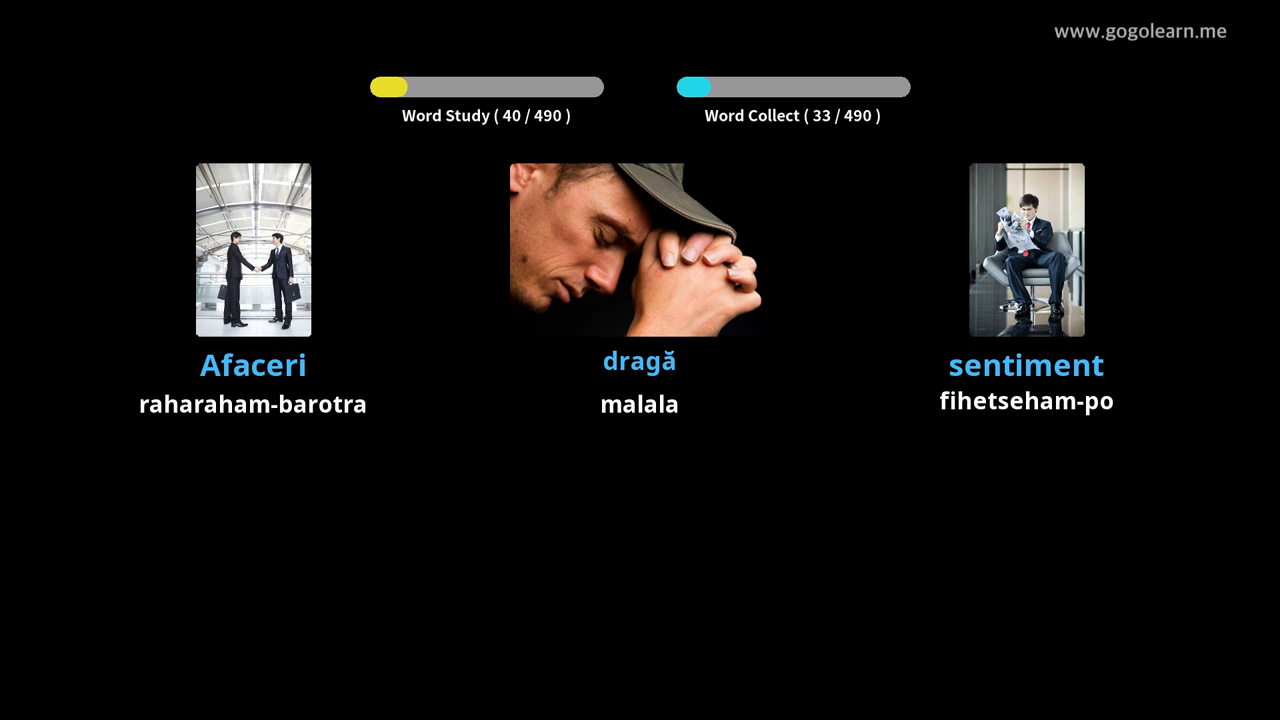 www.gogolearn.me
Word Study ( 40 / 490 )
Word Collect ( 33 / 490 )
Afaceri
dragă
sentiment
raharaham-barotra
malala
fihetseham-po